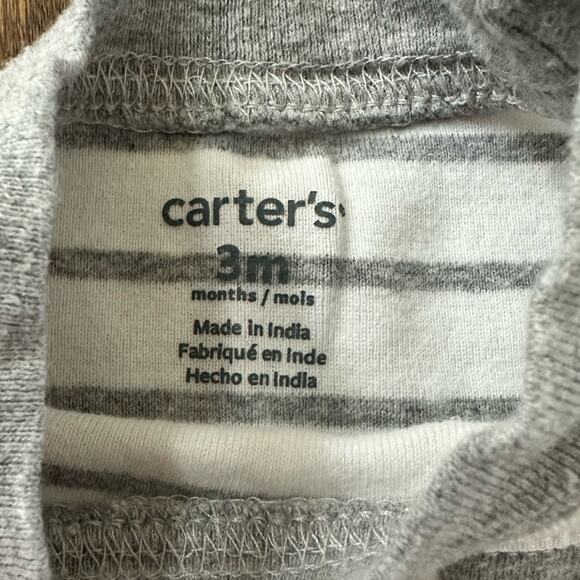 carter's
3m
months / mois
Made in India
Fabriqué en Inde
Hecho en India